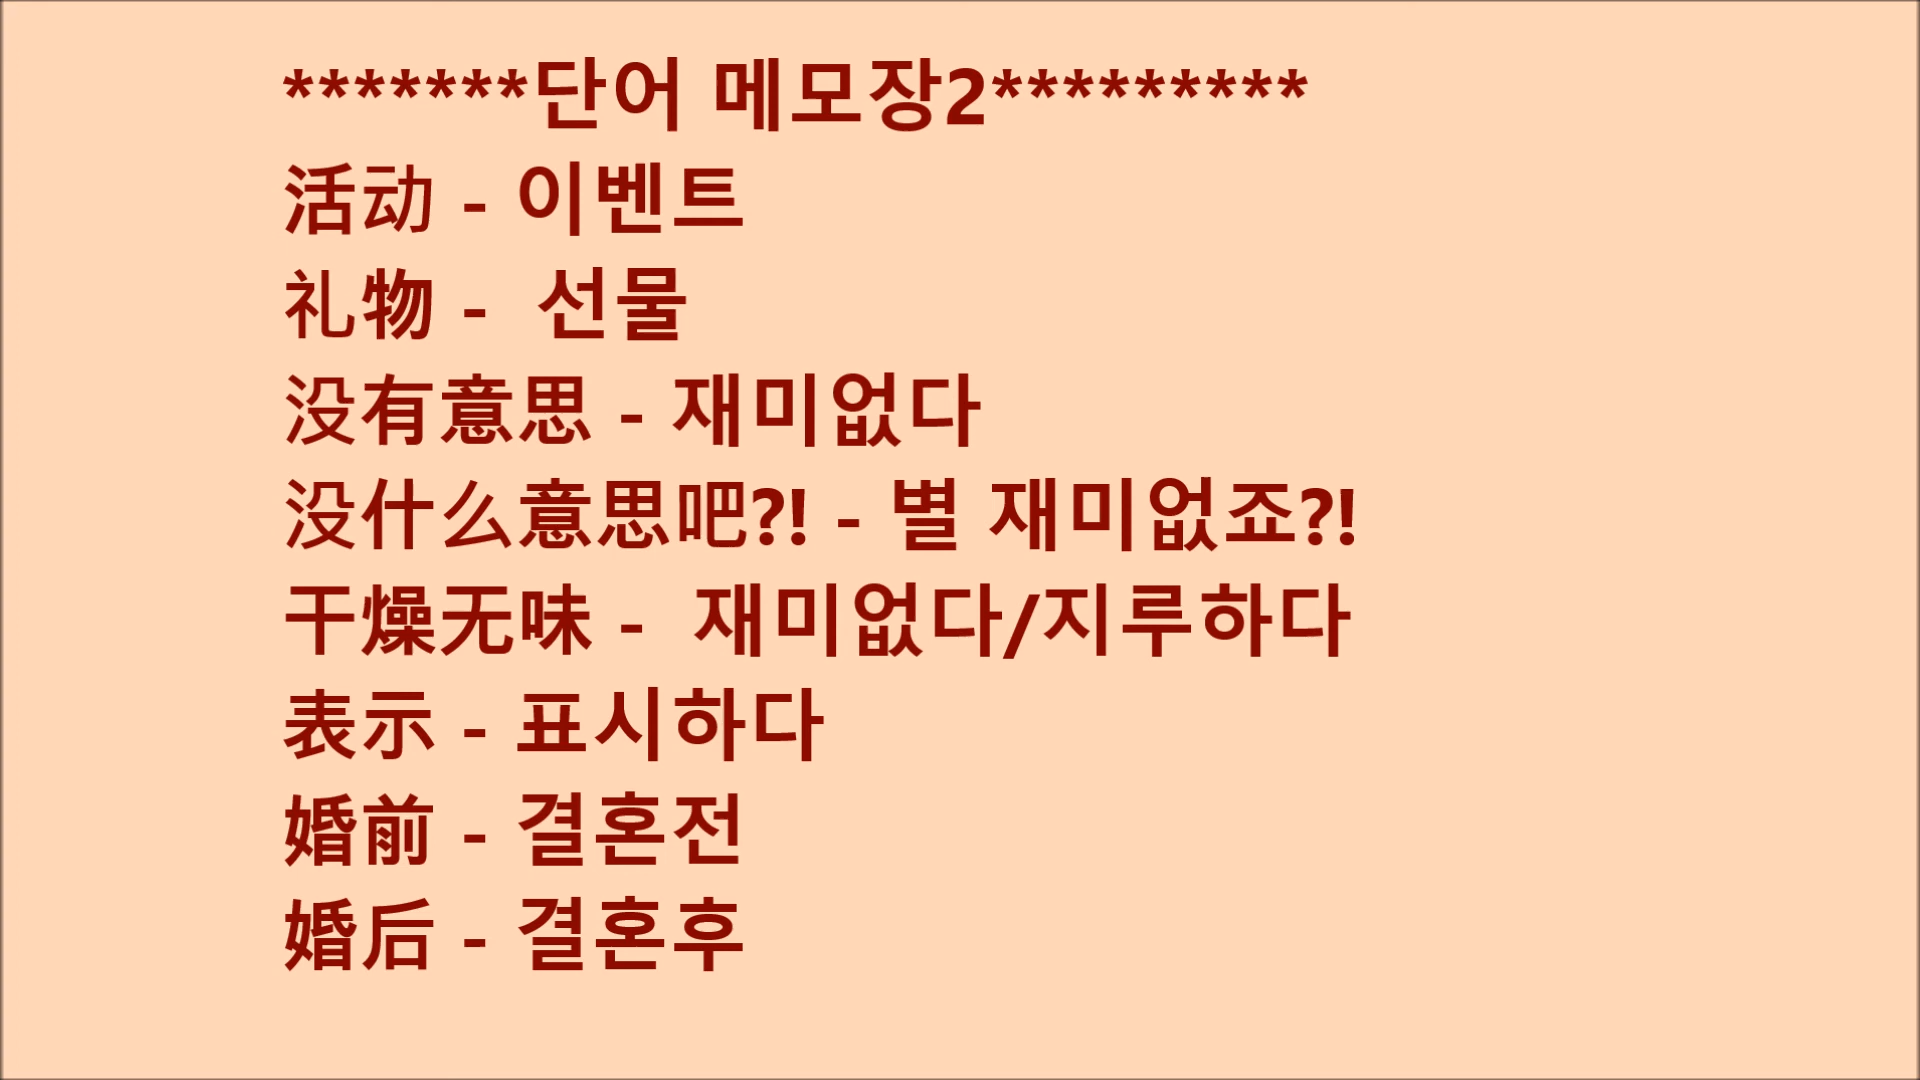 *******단어 메모장2*********
活动 - 이벤트
礼物 -  선물
没有意思 - 재미없다
没什么意思吧?! - 별 재미없죠?!
干燥无味 -  재미없다/지루하다
表示 - 표시하다
婚前 - 결혼전
婚后 - 결혼후